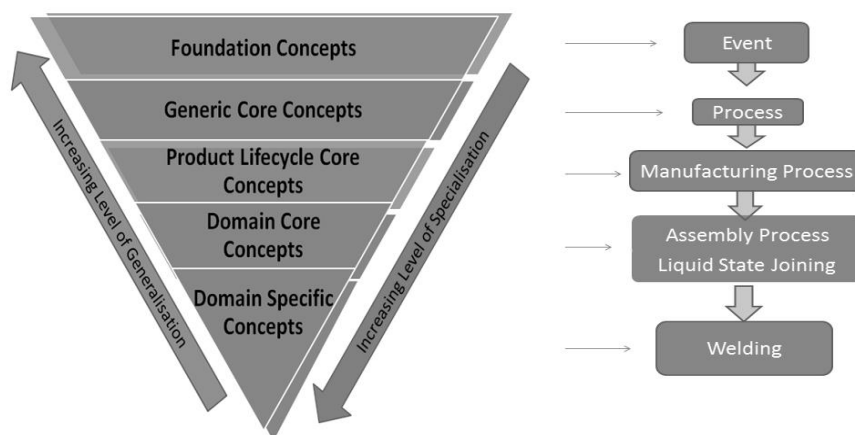 Foundation Concepts
Generic Core Concepts
Product Lifecycle Core
Concepts
Domain Core
Concepts
Domain Specific
Concepts
Increasing Level of Generalisation
Increasing Level of Specialisation
Event
Process
Manufacturing Process
Assembly Process
Liquid State Joining
Welding